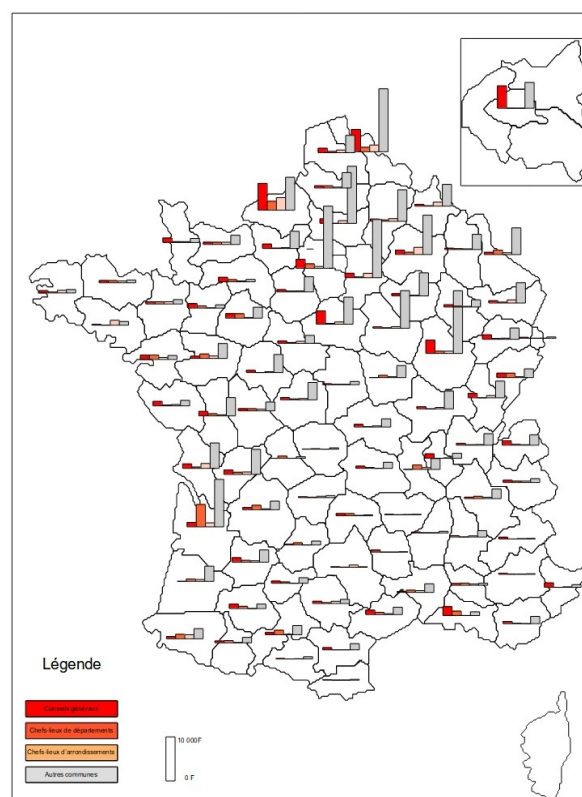 Légende
Conseils généraux
Chefs-lieux de départements
Chefs-lieux d'arrondissements
Autres communes
10 000F
0 F